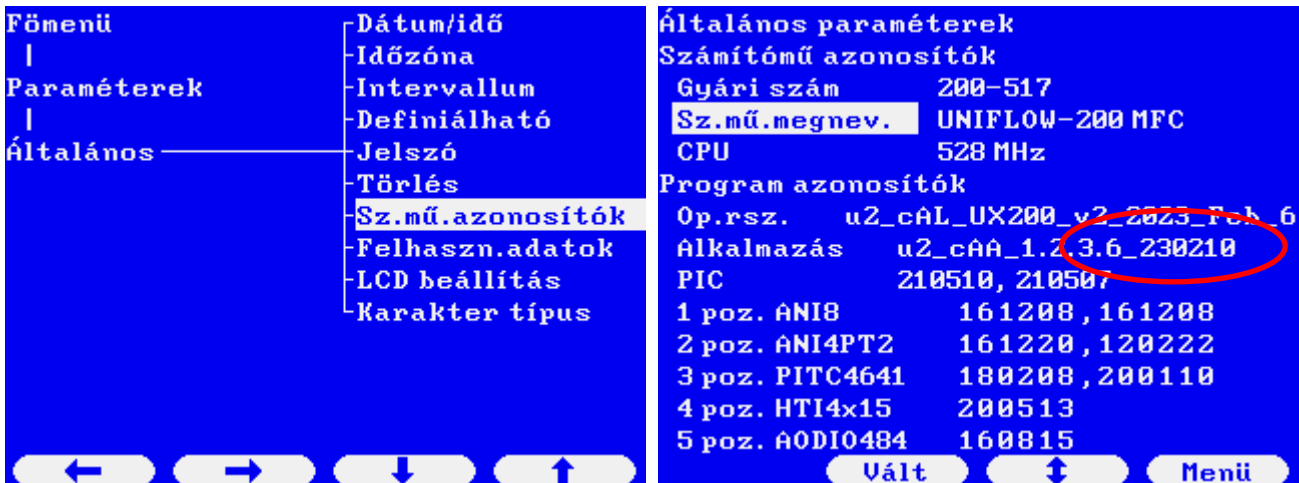 Fömenü
Paraméterek
Általános
Dátum/idő
Időzóna
Intervallum
Definiálható
Jelszó
Törlés
Sz.mű.azonosítók
Felhaszn.adatok
LCD beállítás
Karakter típus
Általános paraméterek
Számítómű azonosítók
Gyári szám 200-517
Sz.mű.megnev. UNIFLOW-200 MFC
CPU 528 MHz
Program azonosítók
Op.rsz. u2_cAL_UX200_v2_2023_Feb_6
Alkalmazás u2_cAA_1.2.3.6_230210
PIC 210510, 210507
1 poz. ANI8 161208,161208
2 poz. ANI4PT2 161220,120222
3 poz. PITC4641 180208,200110
4 poz. HTI4x15 200513
5 poz. AODIO484 160815
Vált
Menü